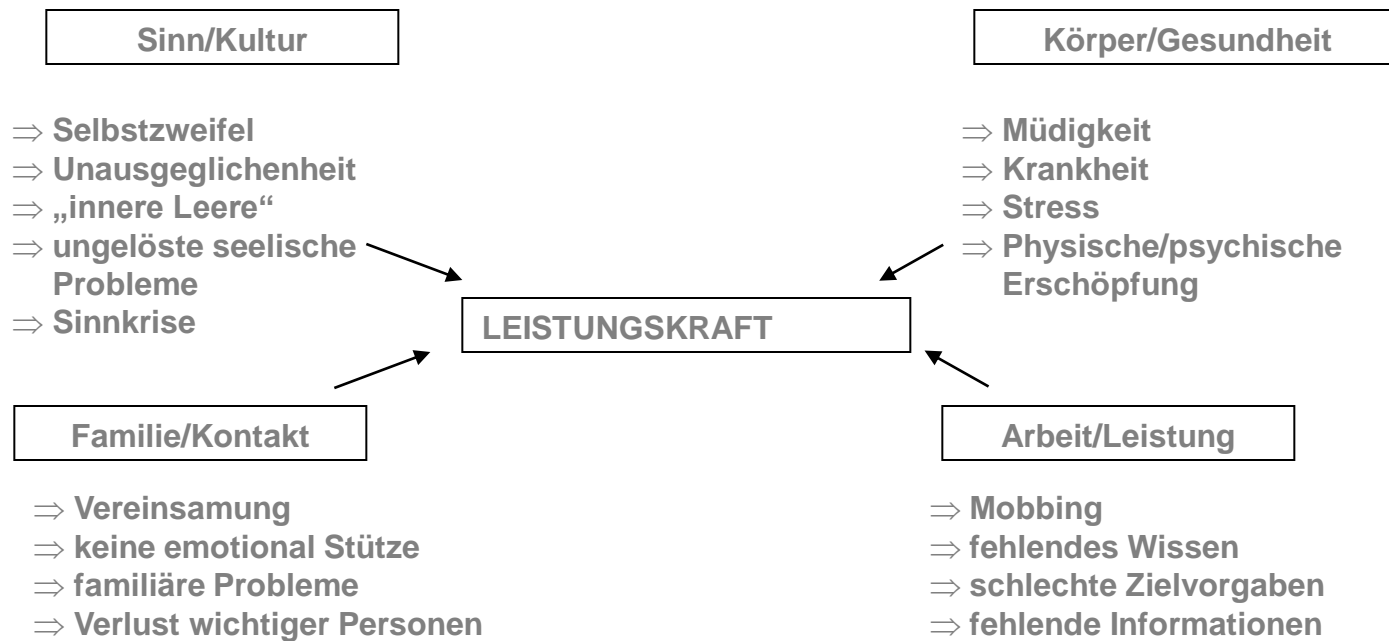 Sinn/Kultur
⇒ Selbstzweifel
⇒ Unausgeglichenheit
⇒ „innere Leere“
⇒ ungelöste seelische
Probleme
⇒ Sinnkrise
Körper/Gesundheit
⇒ Müdigkeit
⇒ Krankheit
⇒ Stress
⇒ Physische/psychische
Erschöpfung
LEISTUNGSKRAFT
Familie/Kontakt
⇒ Vereinsamung
⇒ keine emotional Stütze
⇒ familiäre Probleme
⇒ Verlust wichtiger Personen
Arbeit/Leistung
⇒ Mobbing
⇒ fehlendes Wissen
⇒ schlechte Zielvorgaben
⇒ fehlende Informationen